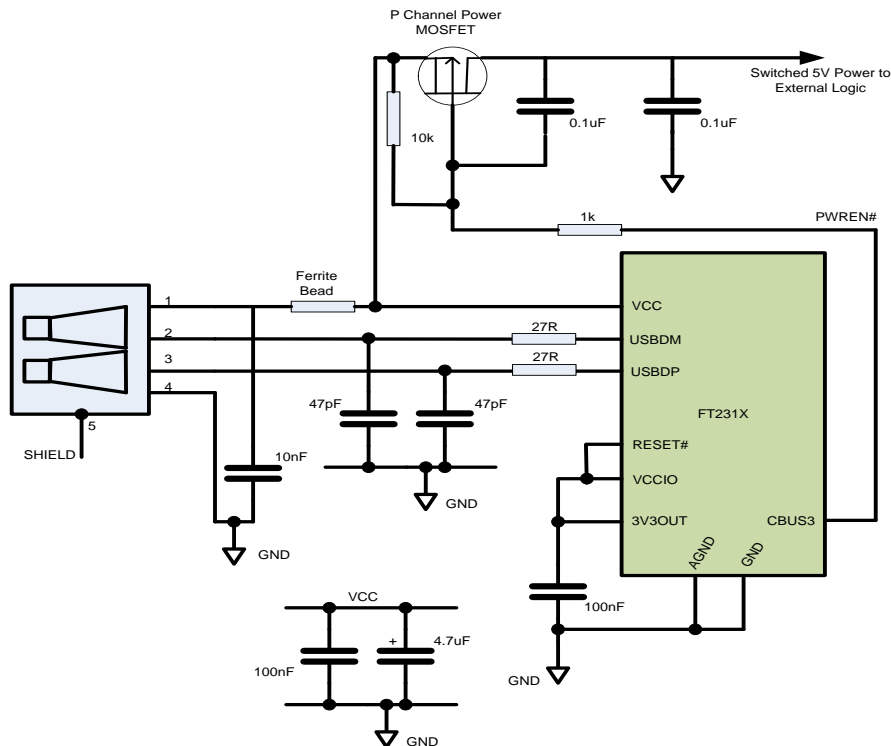 P Channel Power
MOSFET
Switched 5V Power to
External Logic
0.1uF
0.1uF
10k
1k
PWREN#
Ferrite
Bead
1
2
3
4
5
SHIELD
27R
27R
VCC
USBDM
USBDP
FT231X
RESET#
VCCIO
3V3OUT
CBUS3
AGND
GND
47pF
47pF
10nF
GND
GND
100nF
GND
VCC
100nF
+
4.7uF
GND